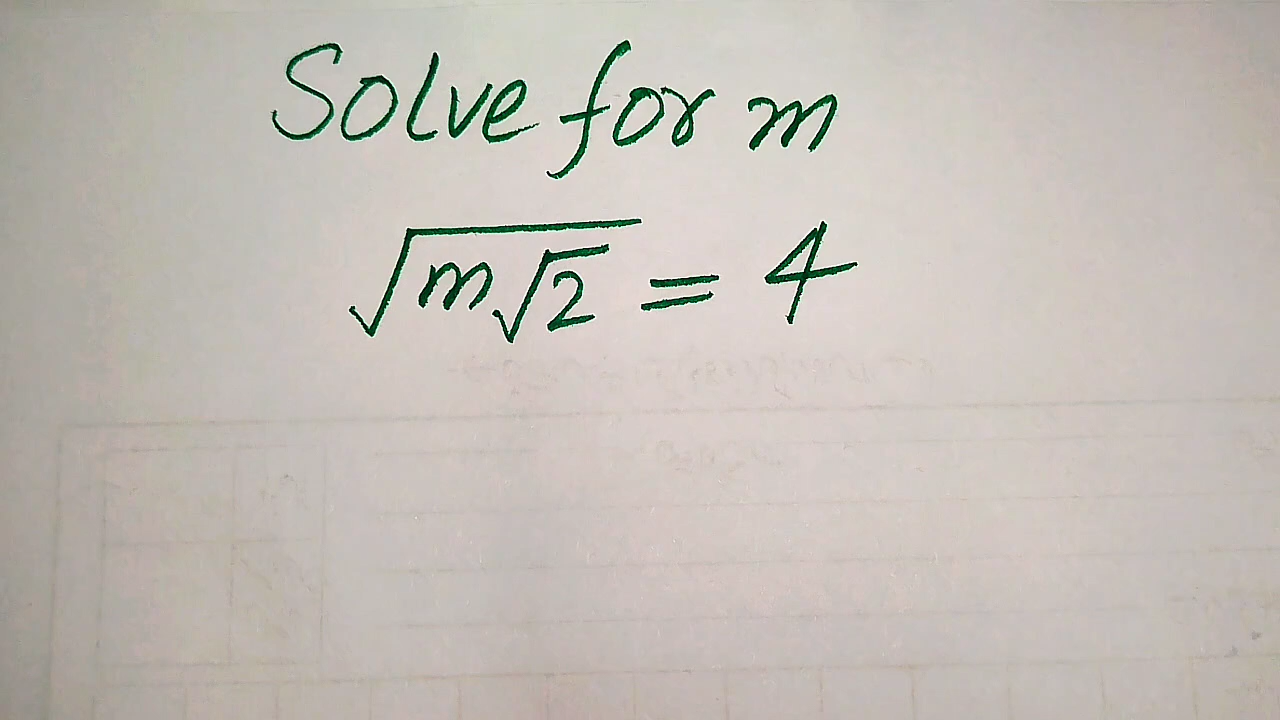 Solve for m
√(m√2) = 4